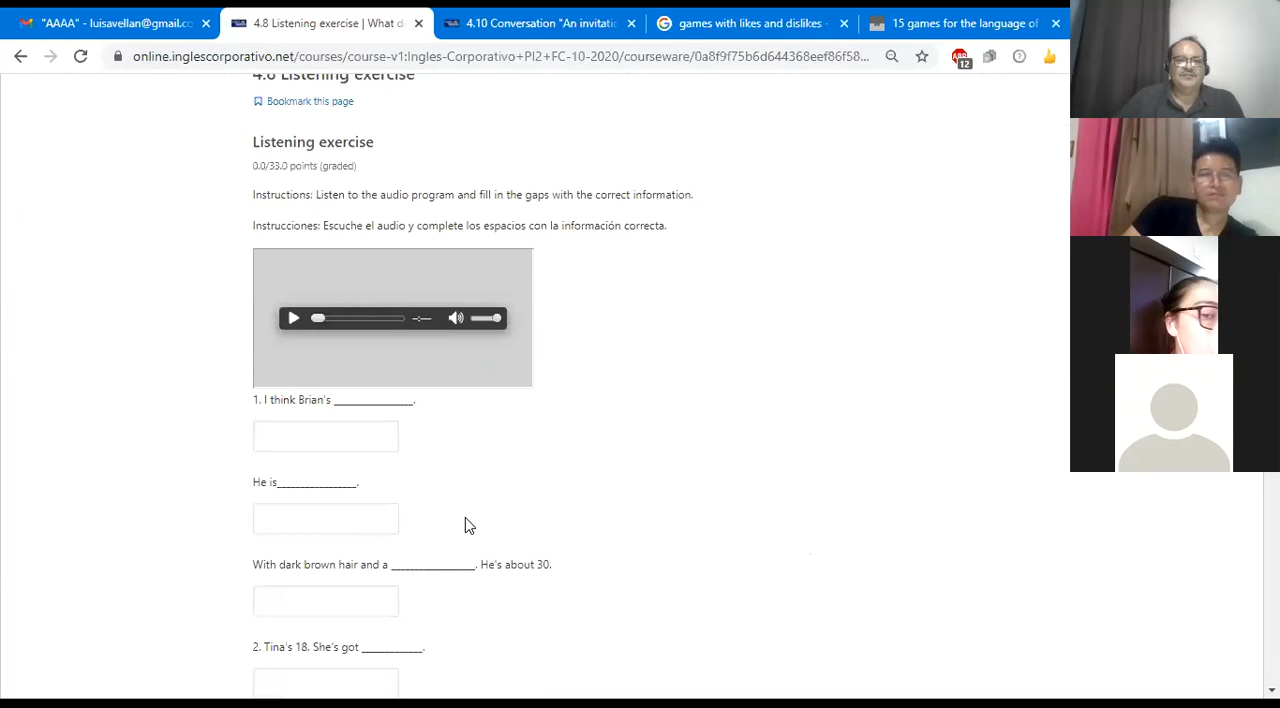 "AAAA" - luisavellan@gmail.co
4.8 Listening exercise | What d
4.10 Conversation "An invitatio
games with likes and dislikes -
15 games for the language of
online.inglescorporativo.net/courses/course-v1:Ingles-Corporativo+PI2+FC-10-2020/courseware/0a8f9f75b6d644368eef86f58...
12
4.8 Listening exercise
Bookmark this page
Listening exercise
0.0/33.0 points (graded)
Instructions: Listen to the audio program and fill in the gaps with the correct information.
Instrucciones: Escuche el audio y complete los espacios con la información correcta.
1. I think Brian's _______________.
He is_______________.
With dark brown hair and a _______________. He's about 30.
2. Tina's 18. She's got ___________.